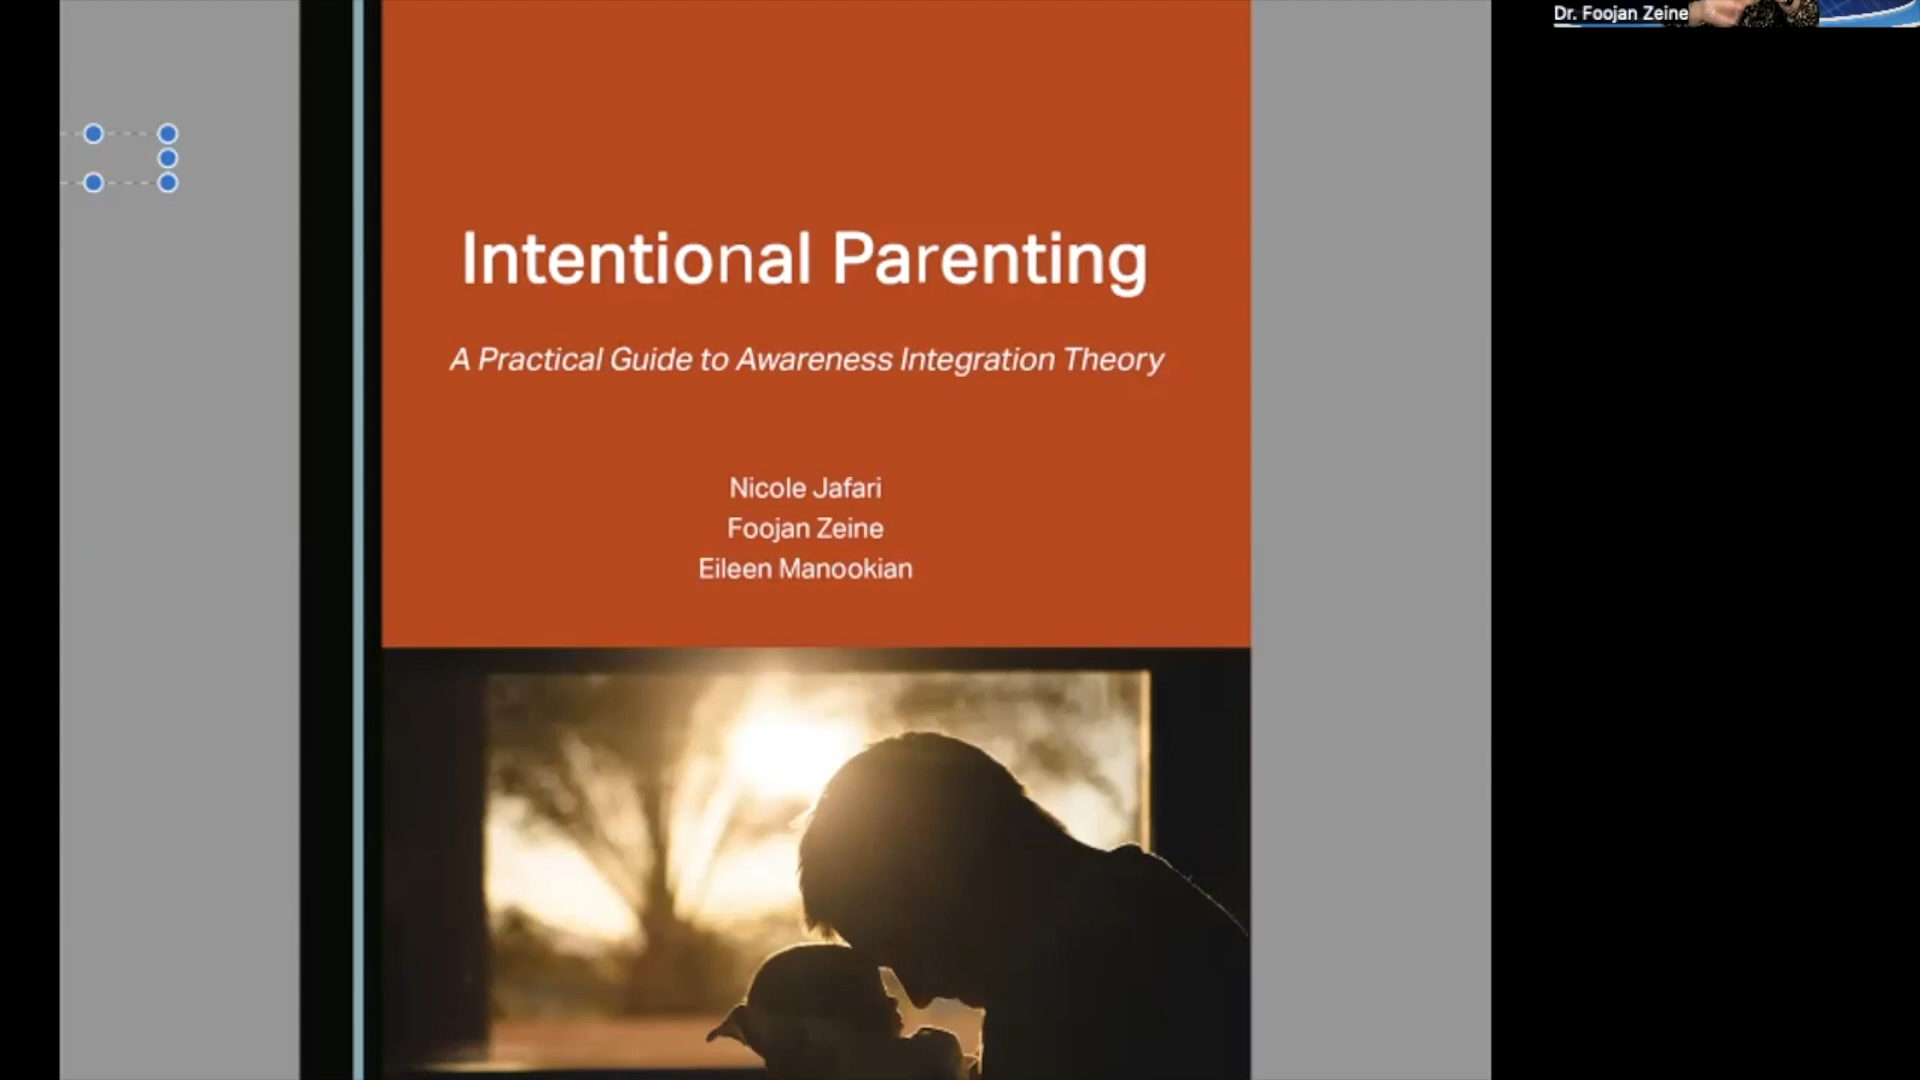 Dr. Foojan Zeine
Intentional Parenting
A Practical Guide to Awareness Integration Theory
Nicole Jafari
Foojan Zeine
Eileen Manookian